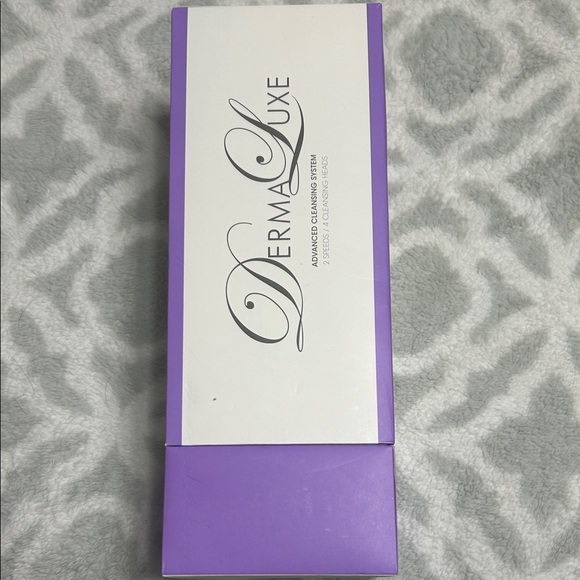 DERMALUXE
ADVANCED CLEANSING SYSTEM
2 SPEEDS / 4 CLEANSING HEADS